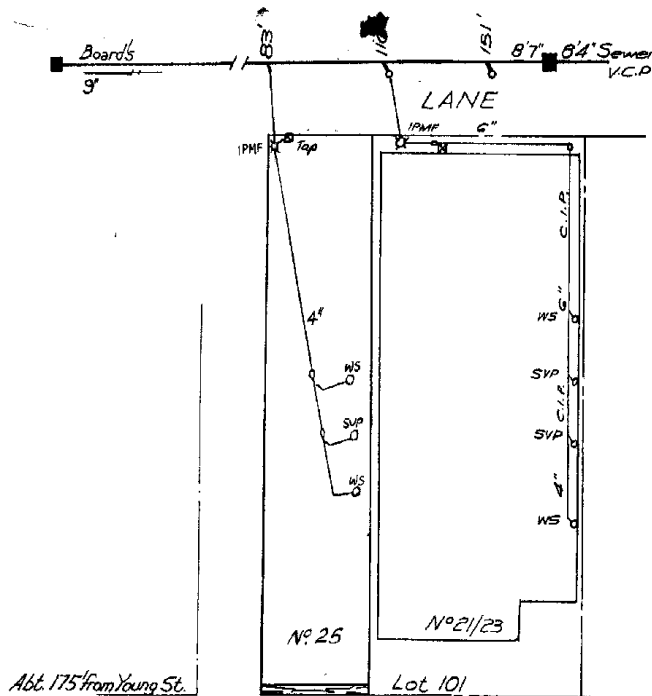 83'
116'
151'
Board's
9"
8'7"
8'4" Sewer
V.C.P
LANE
1PMF
Tap
1PMF
6"
C.I.P.
6"
WS
4"
WS
SVP
SVP
C.I.P.
SVP
WS
4"
WS
Nº 25
Nº 21/23
Abt. 175' from Young St.
Lot 101